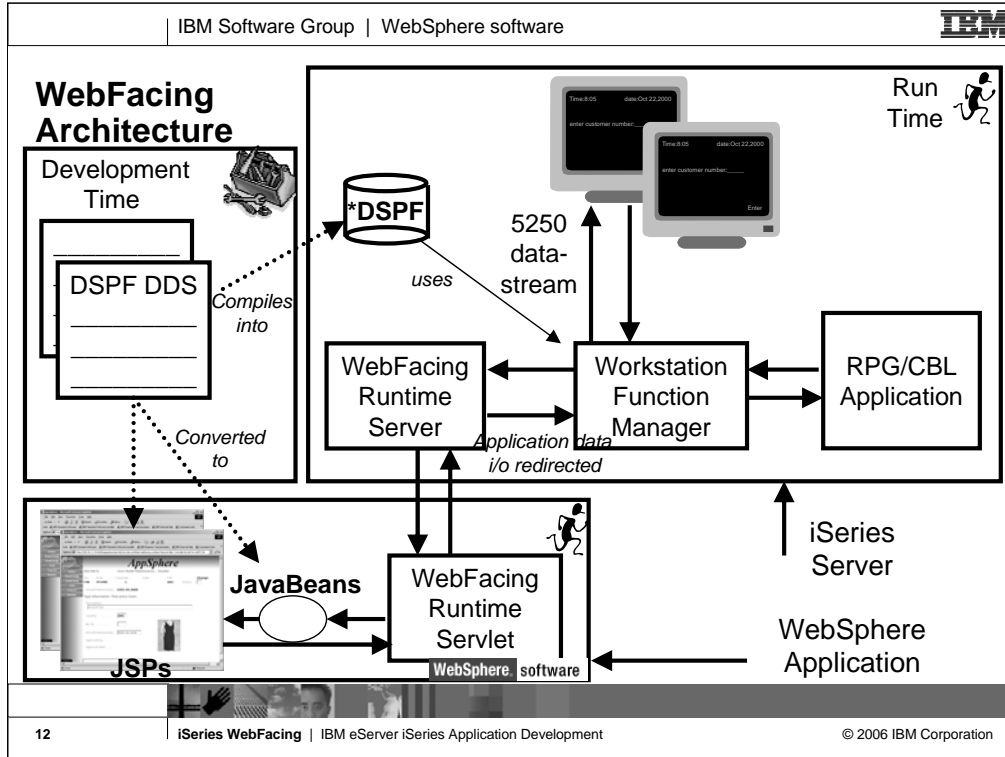 IBM Software Group | WebSphere software
IBM
WebFacing
Architecture
Run
Time
Development
Time
Time:8:05 date:Oct 22,2000
enter customer number:____
Time:8:05 date:Oct 22,2000
enter customer number:_____
Enter
*DSPF
5250
data-
stream
uses
DSPF DDS
Compiles
into
WebFacing
Runtime
Server
Workstation
Function
Manager
RPG/CBL
Application
Converted
to
Application data
i/o redirected
AppSphere
JavaBeans
WebFacing
Runtime
Servlet
iSeries
Server
WebSphere
Application
JSPs
WebSphere. software
12
iSeries WebFacing | IBM eServer iSeries Application Development
© 2006 IBM Corporation